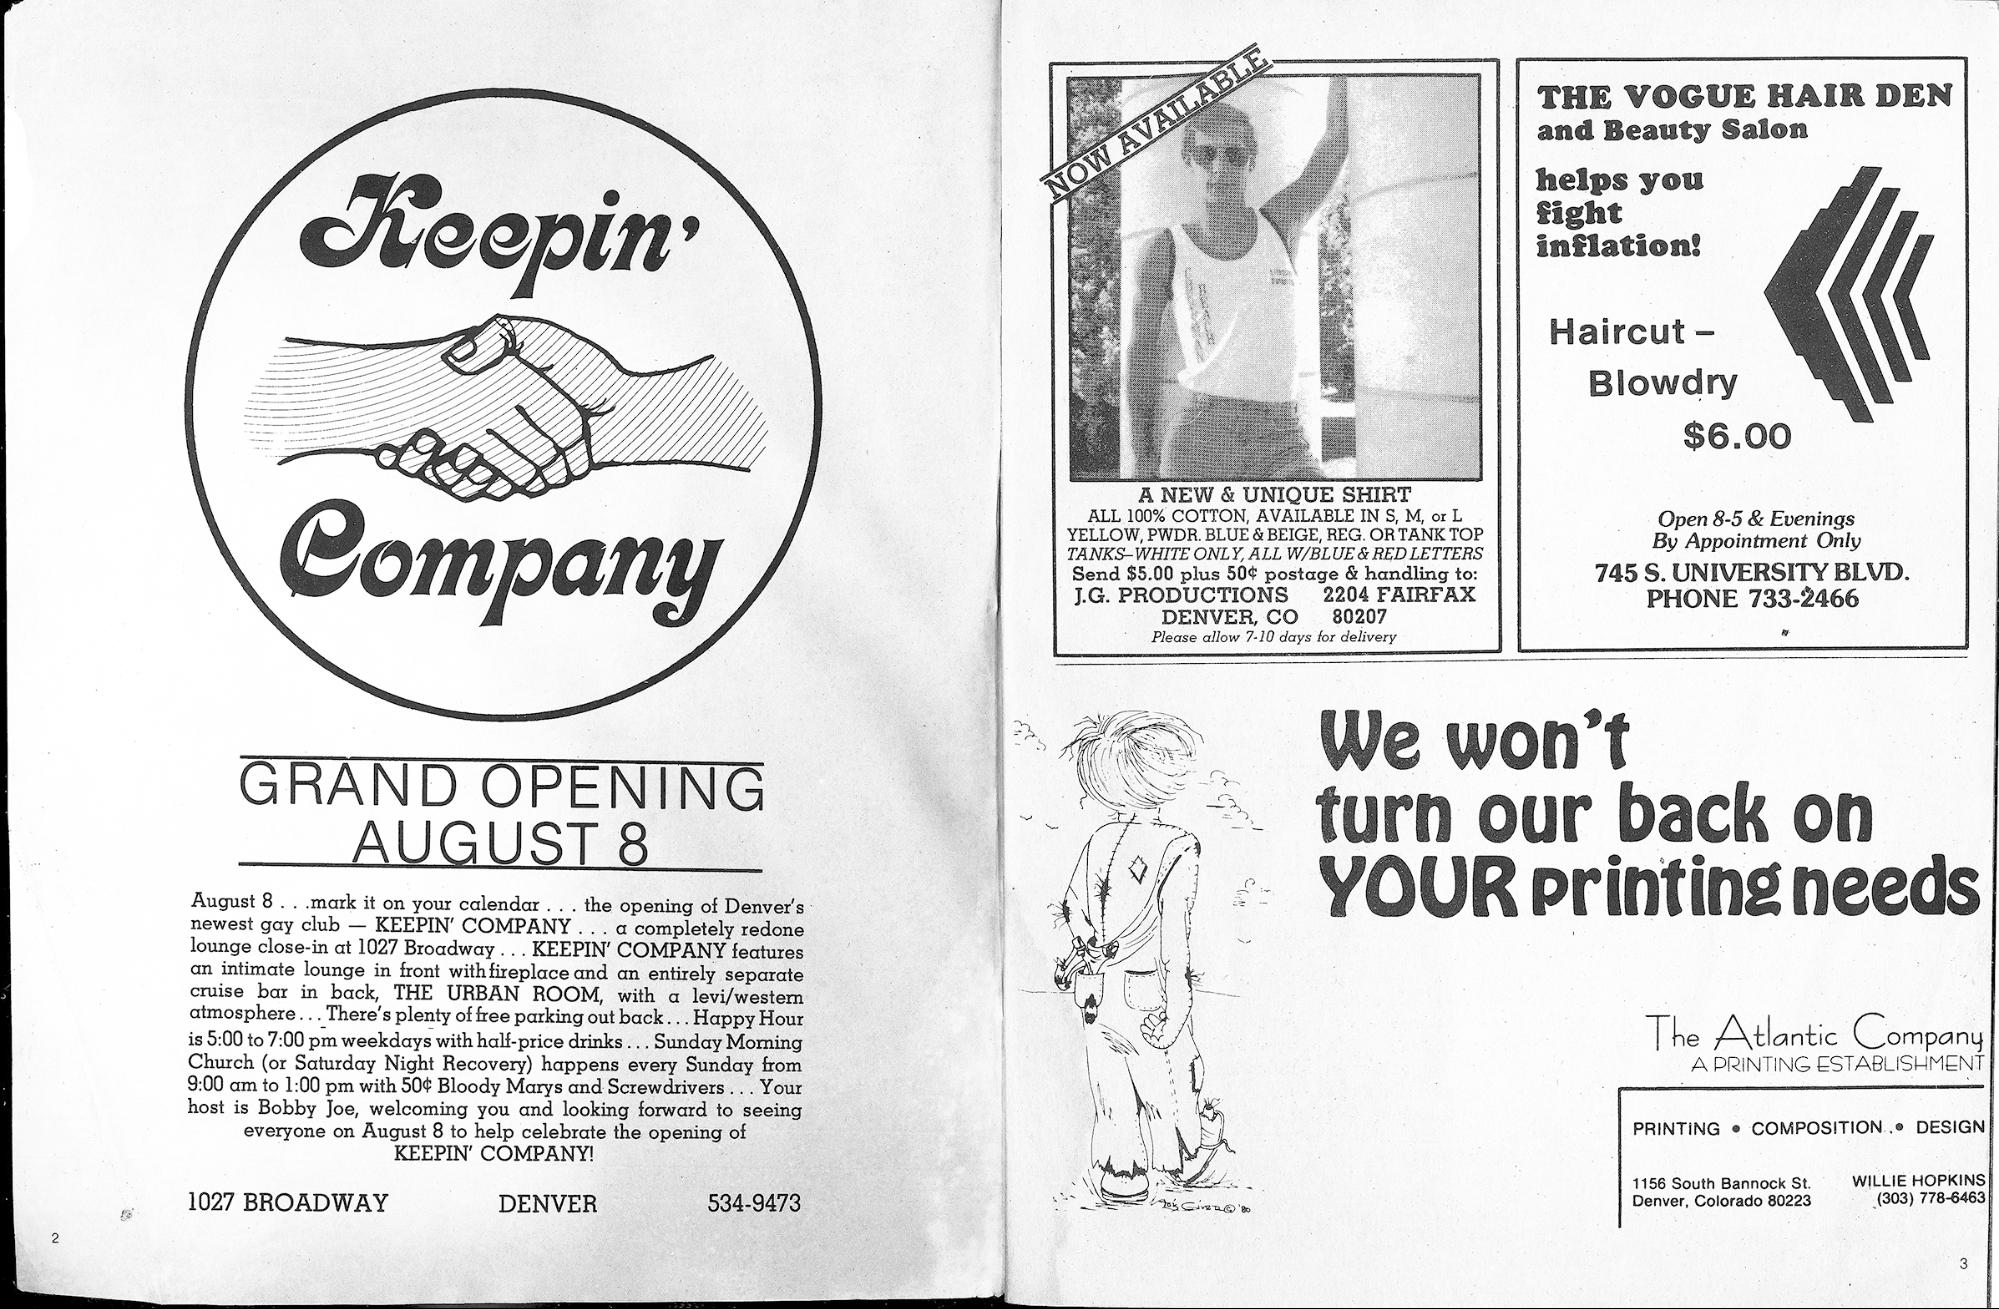 Keepin'
Company
GRAND OPENING
AUGUST 8
August 8 . . .mark it on your calendar . . . the opening of Denver's
newest gay club — KEEPIN' COMPANY . . . a completely redone
lounge close-in at 1027 Broadway . . . KEEPIN' COMPANY features
an intimate lounge in front with fireplace and an entirely separate
cruise bar in back, THE URBAN ROOM, with a levi/western
atmosphere . . . There's plenty of free parking out back . . . Happy Hour
is 5:00 to 7:00 pm weekdays with half-price drinks . . . Sunday Morning
Church (or Saturday Night Recovery) happens every Sunday from
9:00 am to 1:00 pm with 50¢ Bloody Marys and Screwdrivers . . . Your
host is Bobby Joe, welcoming you and looking forward to seeing
everyone on August 8 to help celebrate the opening of
KEEPIN' COMPANY!
1027 BROADWAY DENVER 534-9473
2
NOW AVAILABLE
A NEW & UNIQUE SHIRT
ALL 100% COTTON, AVAILABLE IN S, M, or L
YELLOW, PWDR. BLUE & BEIGE, REG. OR TANK TOP
TANKS–WHITE ONLY, ALL W/BLUE & RED LETTERS
Send $5.00 plus 50¢ postage & handling to:
J.G. PRODUCTIONS 2204 FAIRFAX
DENVER, CO 80207
Please allow 7-10 days for delivery
THE VOGUE HAIR DEN
and Beauty Salon
helps you
fight
inflation!
Haircut –
Blowdry
$6.00
Open 8-5 & Evenings
By Appointment Only
745 S. UNIVERSITY BLVD.
PHONE 733-2466
We won't
turn our back on
YOUR printing needs
The Atlantic Company
A PRINTING ESTABLISHMENT
PRINTING • COMPOSITION • DESIGN
1156 South Bannock St. WILLIE HOPKINS
Denver, Colorado 80223 (303) 778-6463
© '80
3